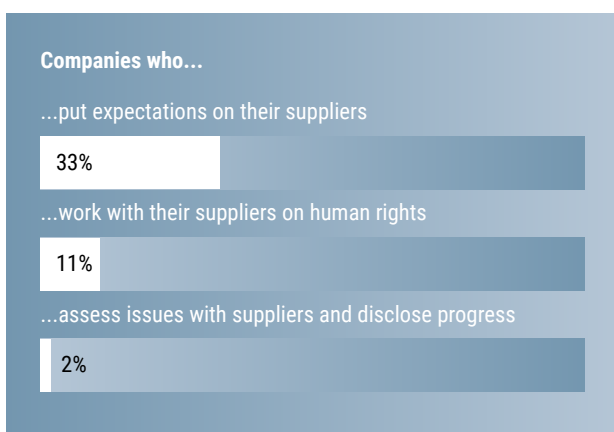 Companies who...
...put expectations on their suppliers
33%
...work with their suppliers on human rights
11%
...assess issues with suppliers and disclose progress
2%